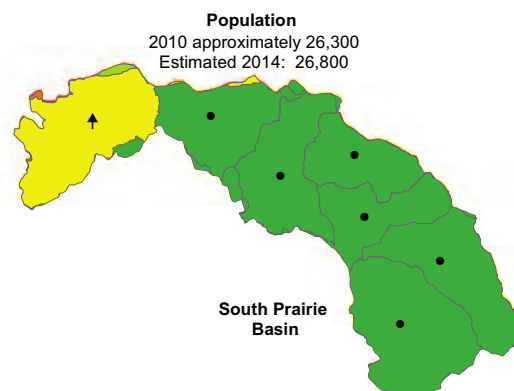 Population
2010 approximately 26,300
Estimated 2014: 26,800
South Prairie
Basin